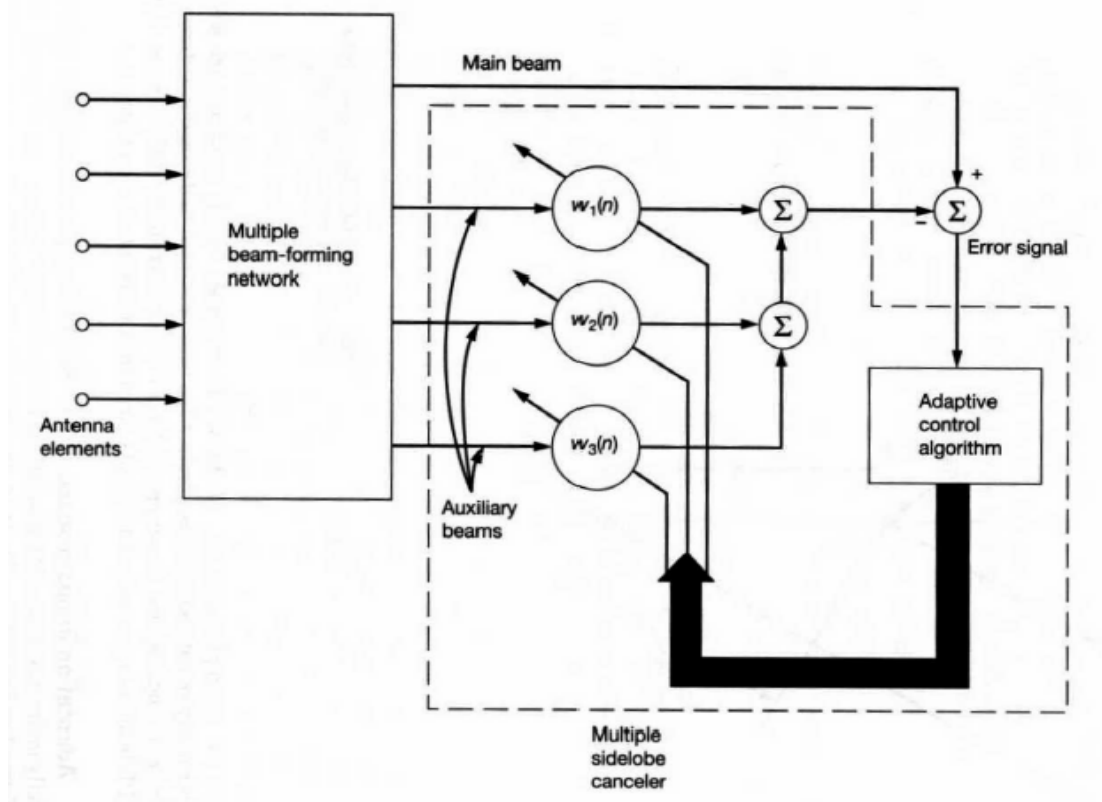 Main beam
Multiple
beam-forming
network
w₁(n)
Σ
+
−
Σ
Error signal
w₂(n)
Σ
Antenna
elements
w₃(n)
Adaptive
control
algorithm
Auxiliary
beams
Multiple
sidelobe
canceler